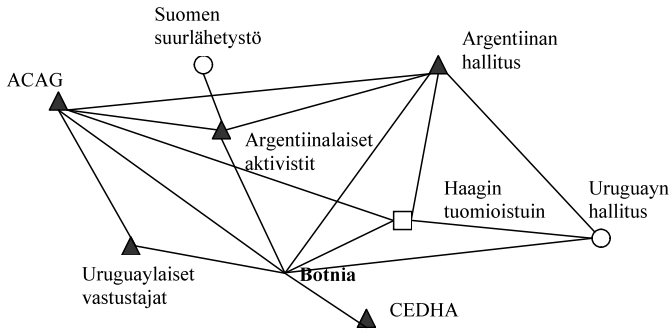 Suomen
suurlähetystö
Argentiinan
hallitus
ACAG
Argentiinalaiset
aktivistit
Haagin
tuomioistuin
Uruguayn
hallitus
Uruguaylaiset
vastustajat
Botnia
CEDHA